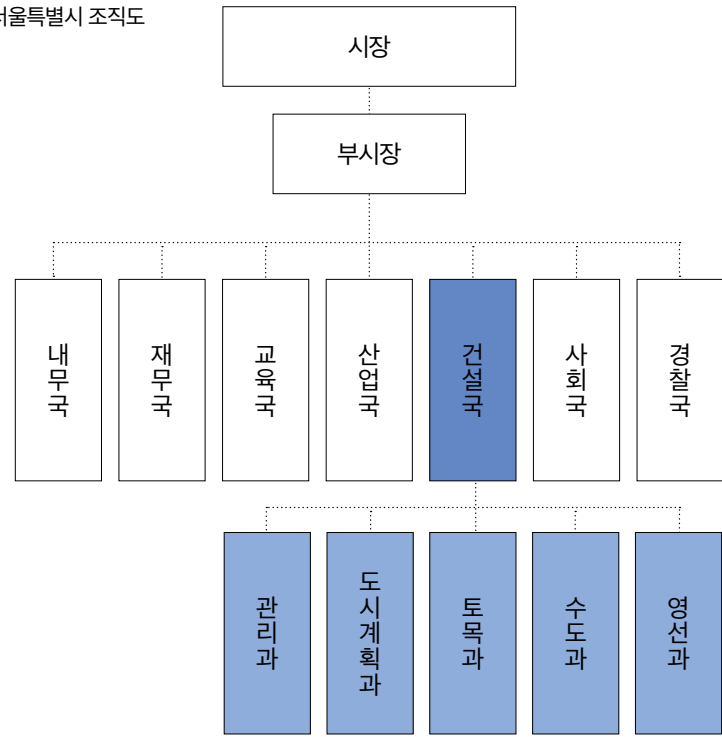 서울특별시 조직도
시장
부시장
내무국
재무국
교육국
산업국
건설국
사회국
경찰국
관리과
도시계획과
토목과
수도과
영선과